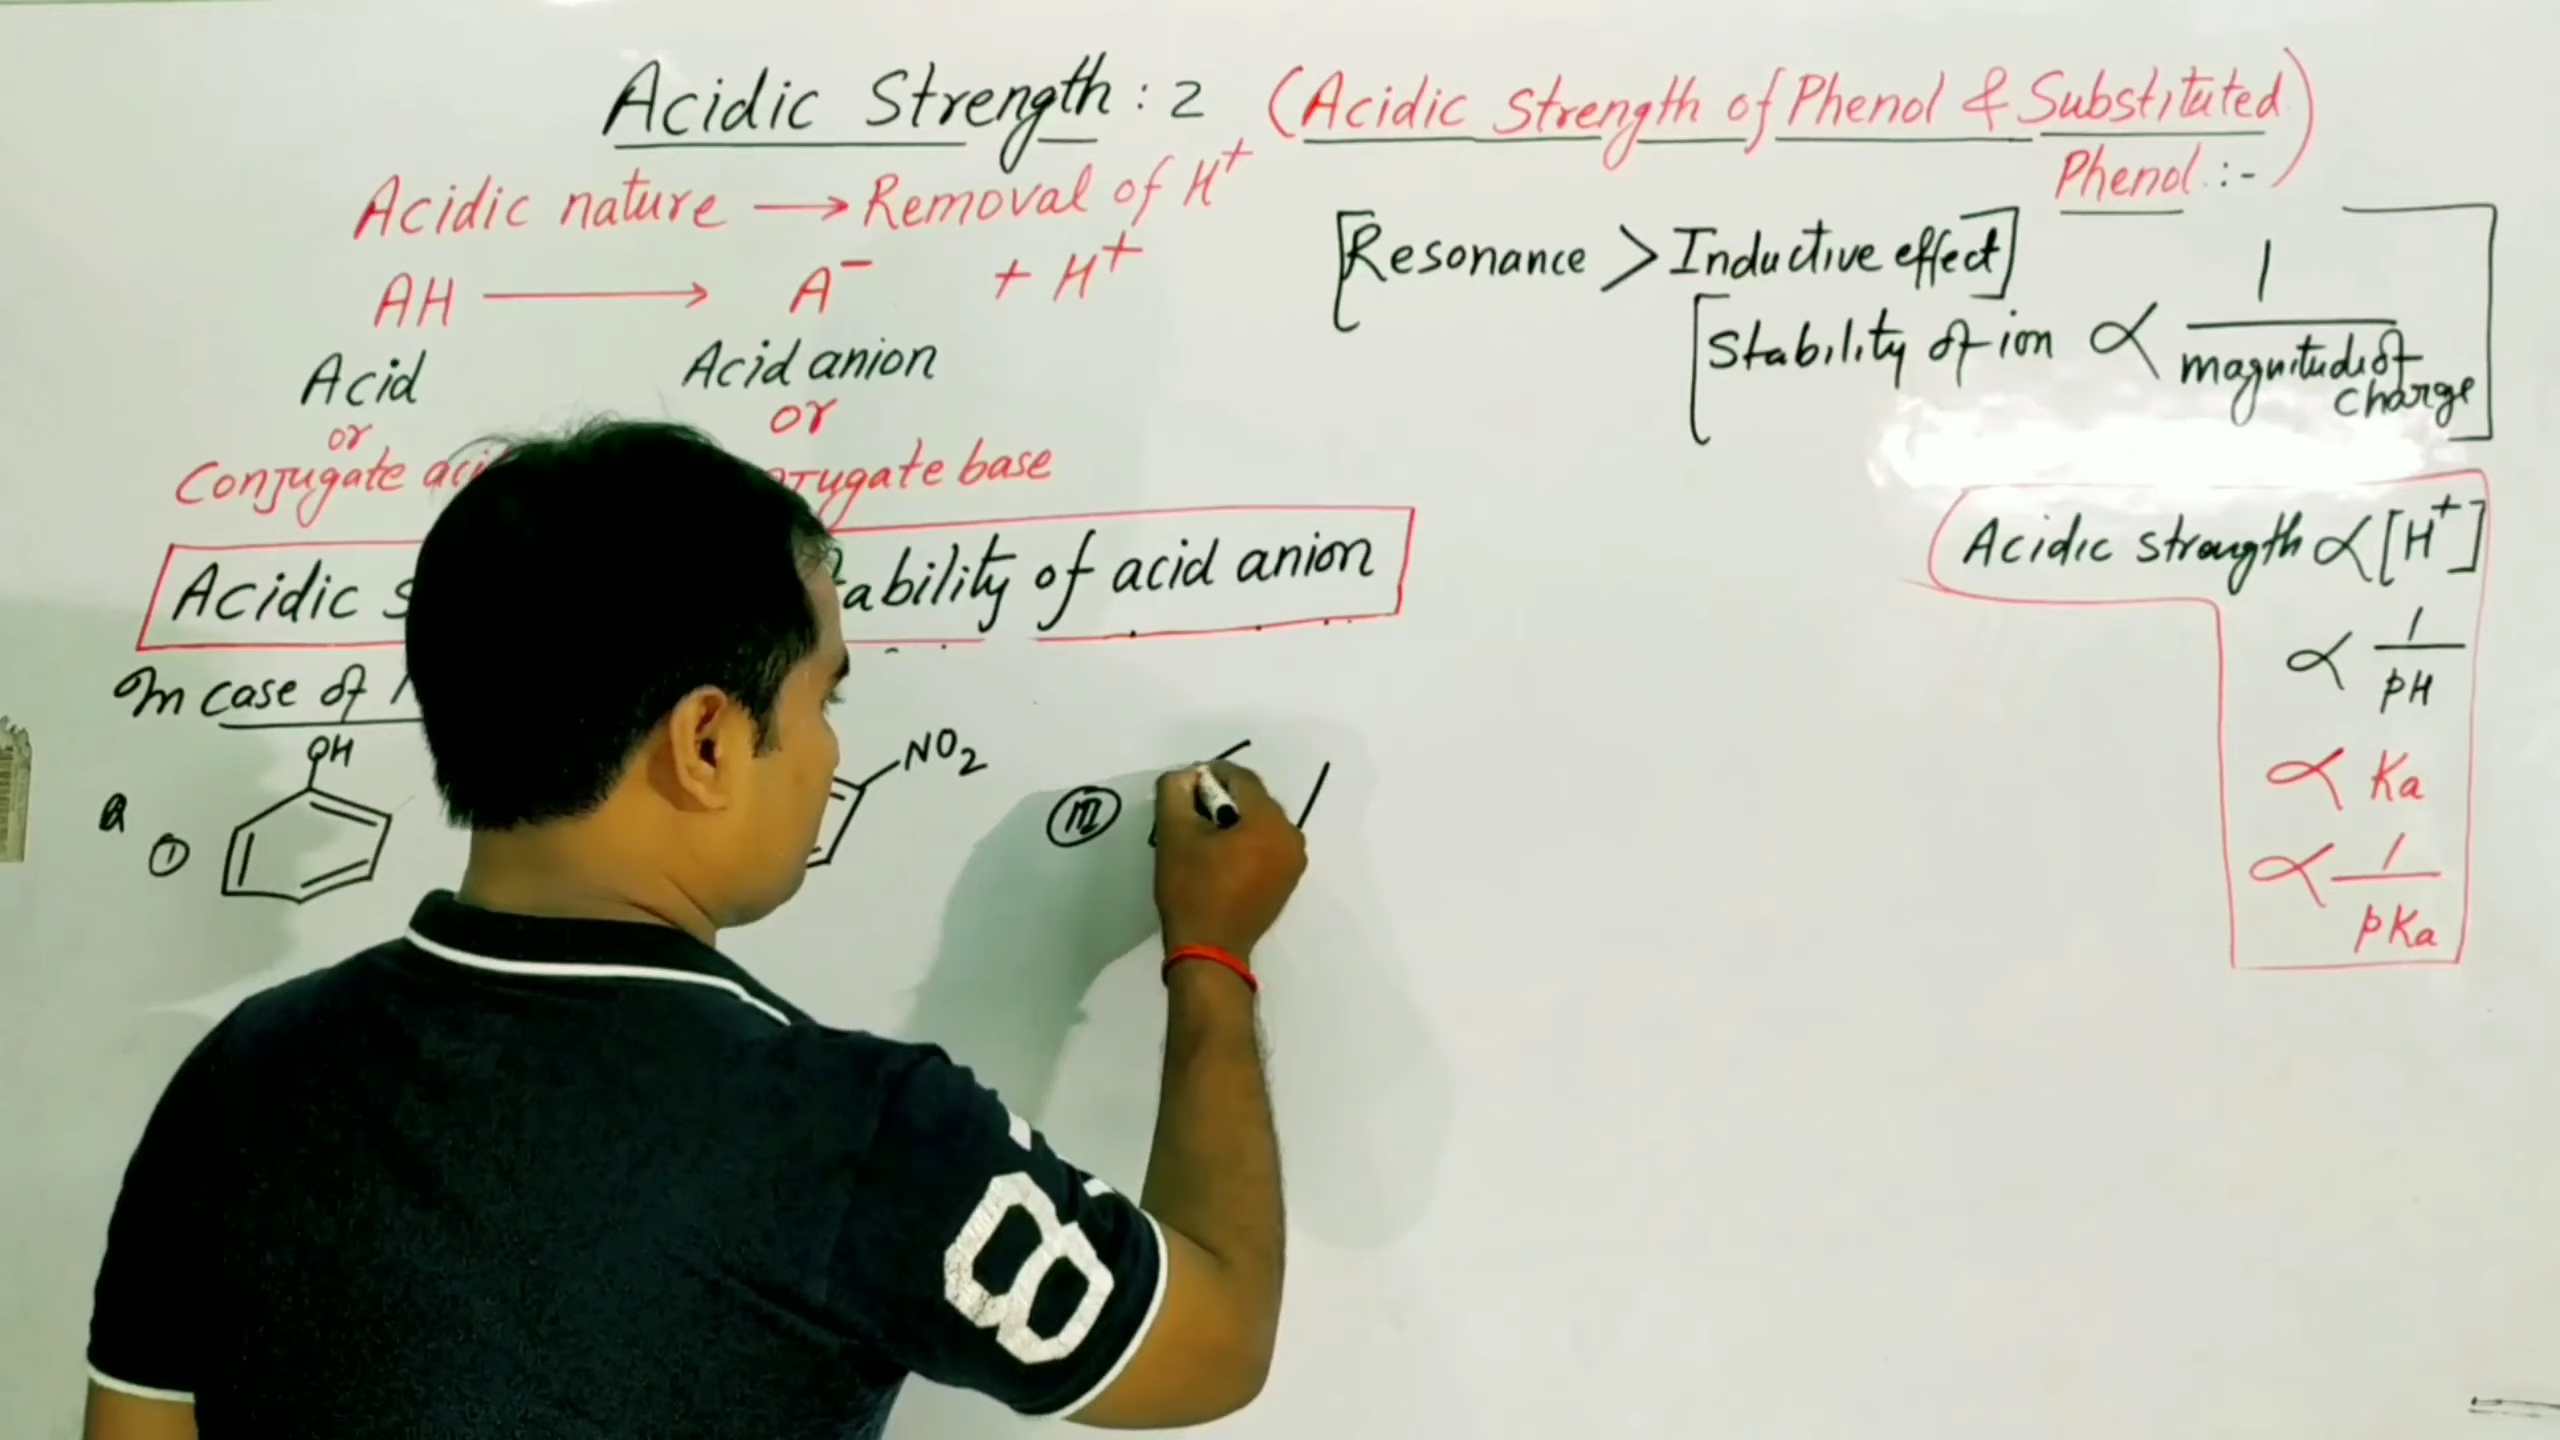 Acidic Strength : 2 (Acidic Strength of Phenol & Substituted
Phenol :-)
Acidic nature → Removal of H⁺
AH → A⁻ + H⁺
Acid Acid anion
or or
Conjugate base
Acidic ability of acid anion
In case of
[Resonance > Inductive effect]
[Stability of ion ∝ 1/magnitude of charge]
Acidic strength ∝ [H⁺]
∝ 1/pH
∝ Ka
∝ 1/pKa
OH
Q
I
NO₂
III
8